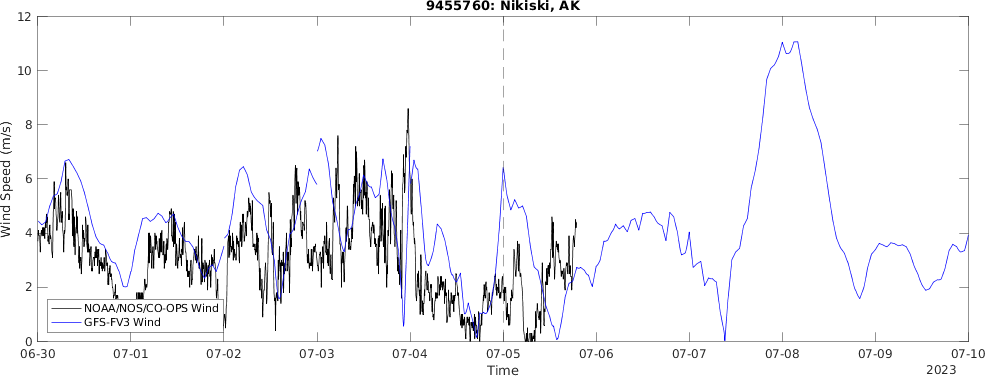 9455760: Nikiski, AK
12
10
8
6
4
2
0
Wind Speed (m/s)
NOAA/NOS/CO-OPS Wind
GFS-FV3 Wind
06-30 07-01 07-02 07-03 07-04 07-05 07-06 07-07 07-08 07-09 07-10
Time
2023